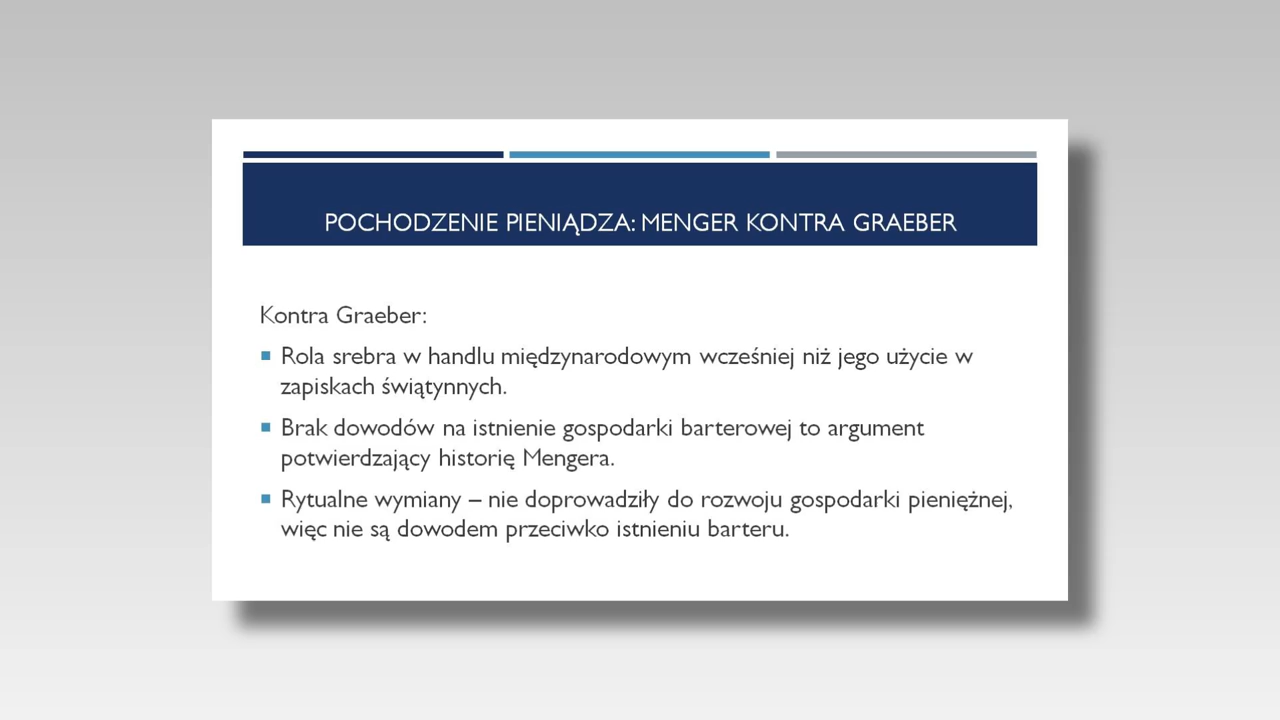 POCHODZENIE PIENIĄDZA: MENGER KONTRA GRAEBER
Kontra Graeber:
▪ Rola srebra w handlu międzynarodowym wcześniej niż jego użycie w
zapiskach świątynnych.
▪ Brak dowodów na istnienie gospodarki barterowej to argument
potwierdzający historię Mengera.
▪ Rytualne wymiany – nie doprowadziły do rozwoju gospodarki pieniężnej,
więc nie są dowodem przeciwko istnieniu barteru.